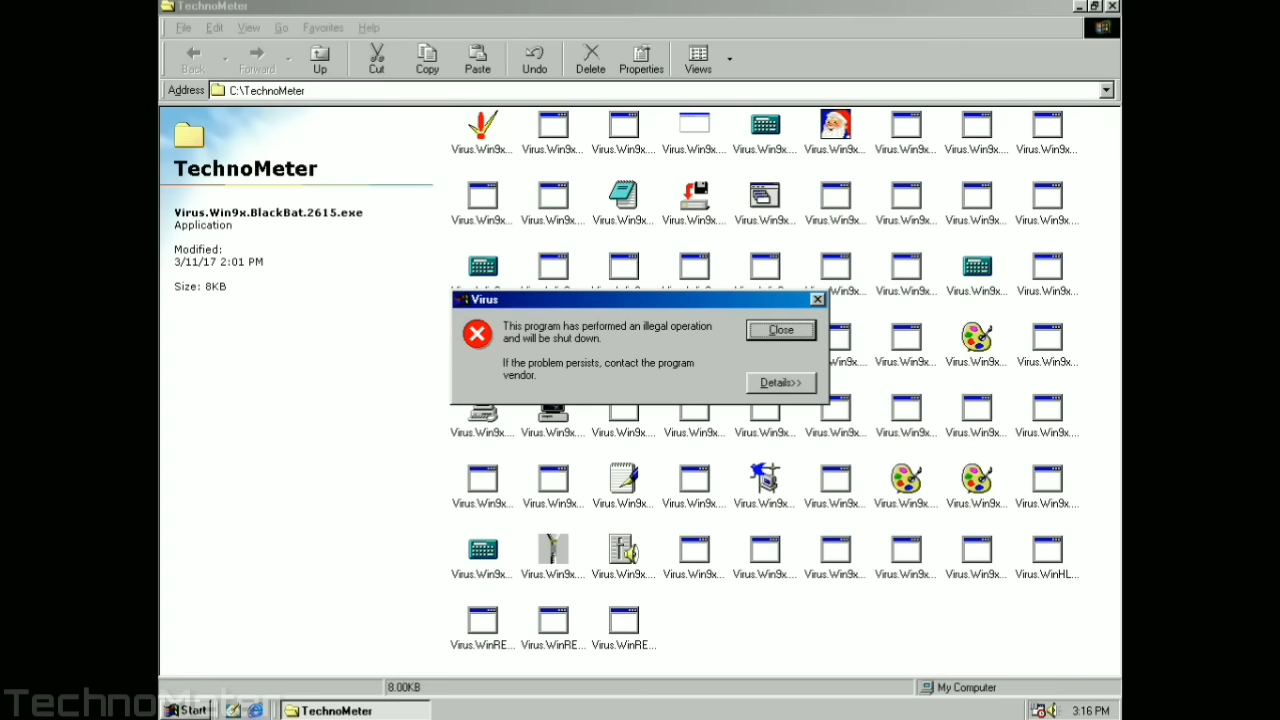 TechnoMeter
File Edit View Go Favorites Help
Back Forward Up Cut Copy Paste Undo Delete Properties Views
Address C:\TechnoMeter
TechnoMeter
Virus.Win9x.BlackBat.2615.exe
Application
Modified:
3/11/17 2:01 PM
Size: 8KB
Virus.Win9x... Virus.Win9x... Virus.Win9x... Virus.Win9x... Virus.Win9x... Virus.Win9x... Virus.Win9x... Virus.Win9x... Virus.Win9x...
Virus.Win9x... Virus.Win9x... Virus.Win9x... Virus.Win9x... Virus.Win9x... Virus.Win9x... Virus.Win9x... Virus.Win9x... Virus.Win9x...
Virus.Win9x... Virus.Win9x... Virus.Win9x...
Virus
This program has performed an illegal operation
and will be shut down.
If the problem persists, contact the program
vendor.
Close
Details>>
Virus.Win9x... Virus.Win9x... Virus.Win9x...
Virus.Win9x... Virus.Win9x... Virus.Win9x... Virus.Win9x... Virus.Win9x... Virus.Win9x... Virus.Win9x... Virus.Win9x... Virus.Win9x...
Virus.Win9x... Virus.Win9x... Virus.Win9x... Virus.Win9x... Virus.Win9x... Virus.Win9x... Virus.Win9x... Virus.Win9x... Virus.Win9x...
Virus.Win9x... Virus.Win9x... Virus.Win9x... Virus.Win9x... Virus.Win9x... Virus.Win9x... Virus.Win9x... Virus.Win9x... Virus.WinHL...
Virus.WinRE... Virus.WinRE... Virus.WinRE...
8.00KB My Computer
TechnoMeter
Start TechnoMeter 3:16 PM